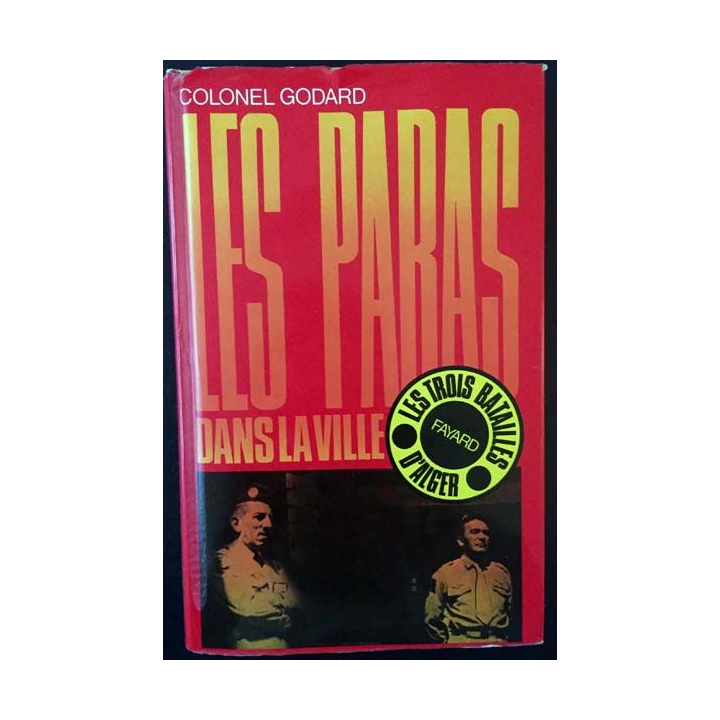 COLONEL GODARD
LES PARAS
DANS LA VILLE
LES TROIS BATAILLES
FAYARD
D'ALGER